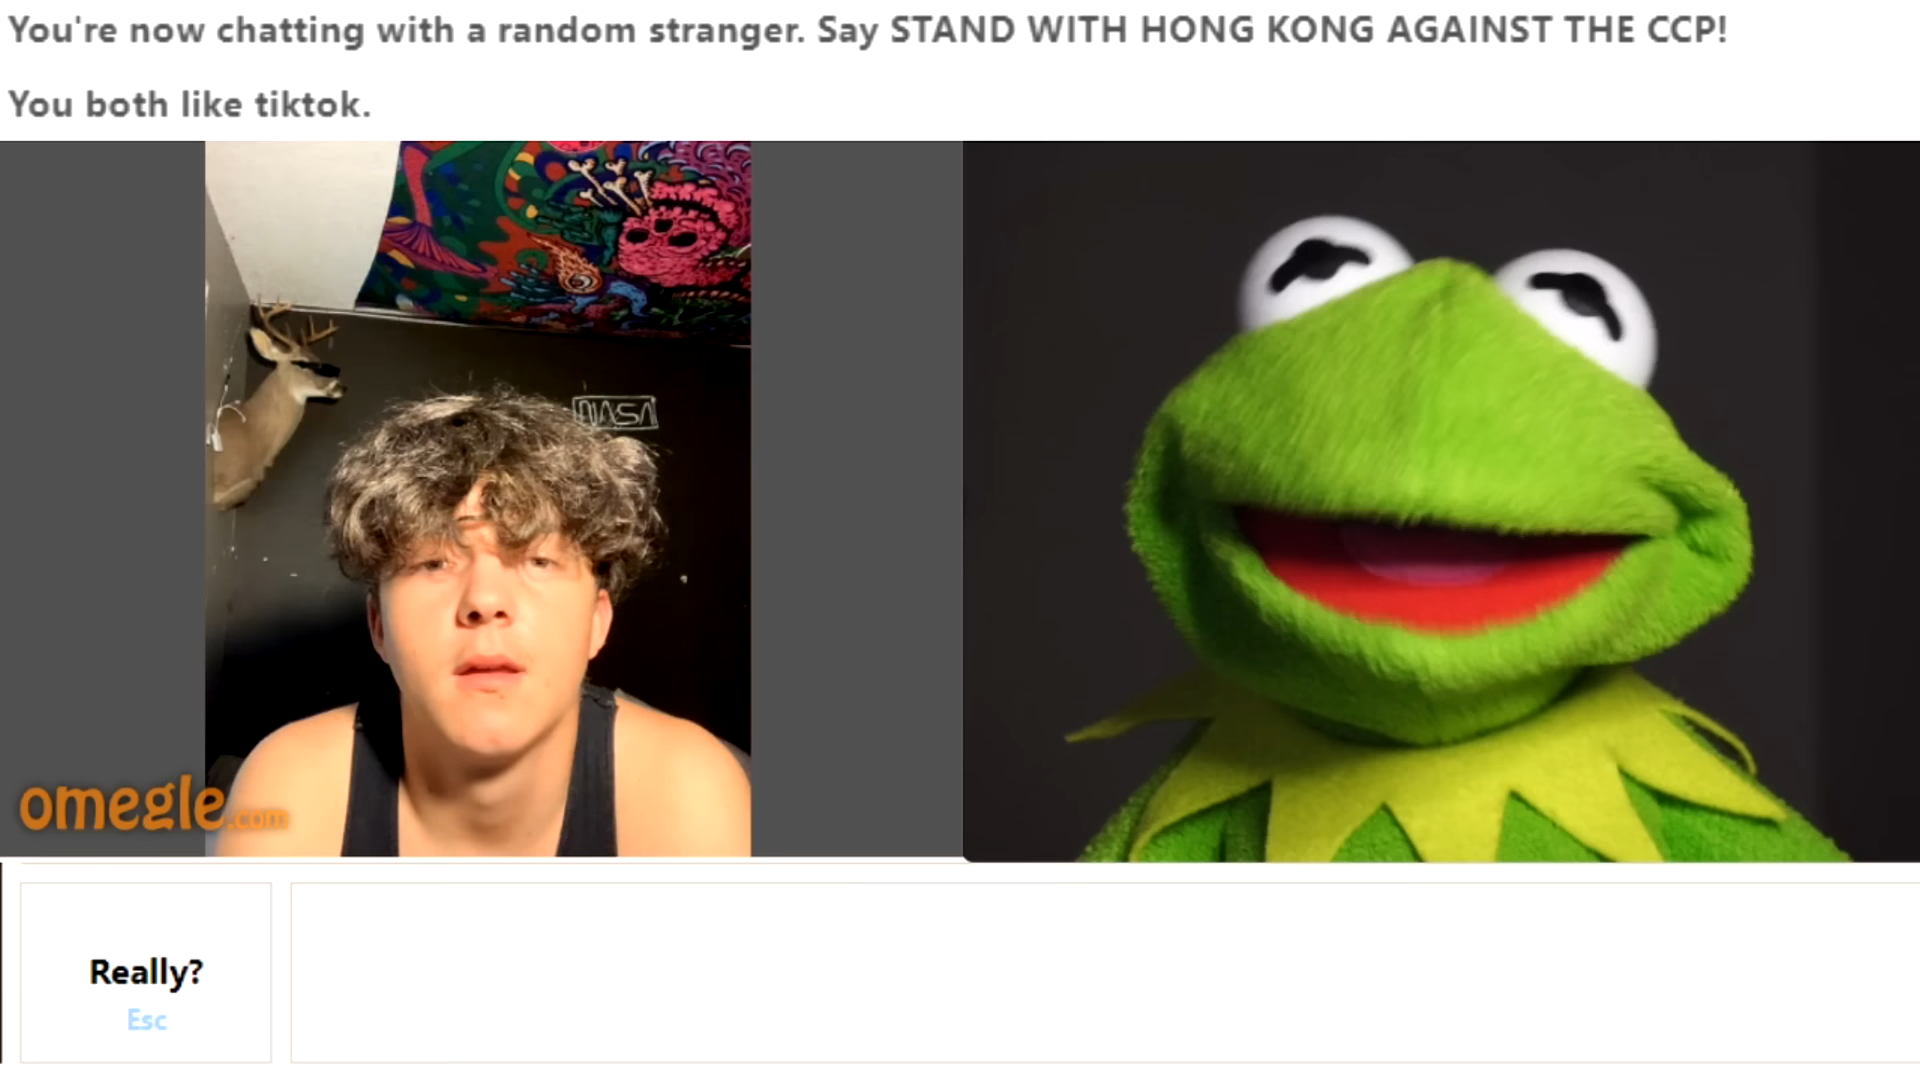 You're now chatting with a random stranger. Say STAND WITH HONG KONG AGAINST THE CCP!
You both like tiktok.
NASA
omegle.com
Really?
Esc